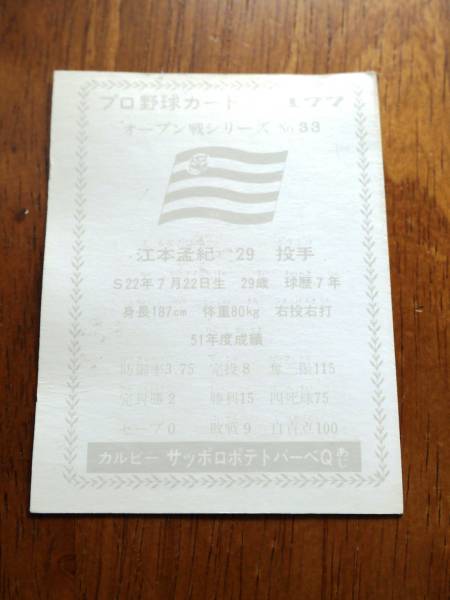 プロ野球カード 77
オープン戦シリーズ No.33
江本孟紀 29 投手
S22年7月22日生 29歳 球歴7年
身長187cm 体重80kg 右投右打
51年度成績
防御率3.75 完投8 奪三振115
完封勝2 勝利15 四死球75
セーブ0 敗戦9 自責点100
カルビー サッポロポテトバーベQあじ